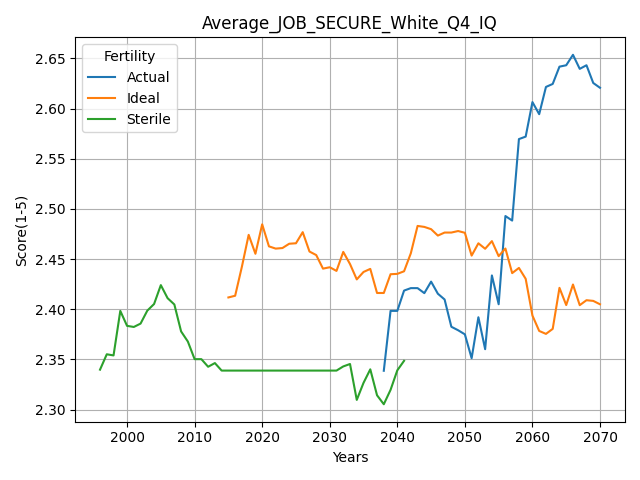 Average_JOB_SECURE_White_Q4_IQ
Fertility
Actual
Ideal
Sterile
Score(1-5)
2.65
2.60
2.55
2.50
2.45
2.40
2.35
2.30
2000
2010
2020
2030
2040
2050
2060
2070
Years